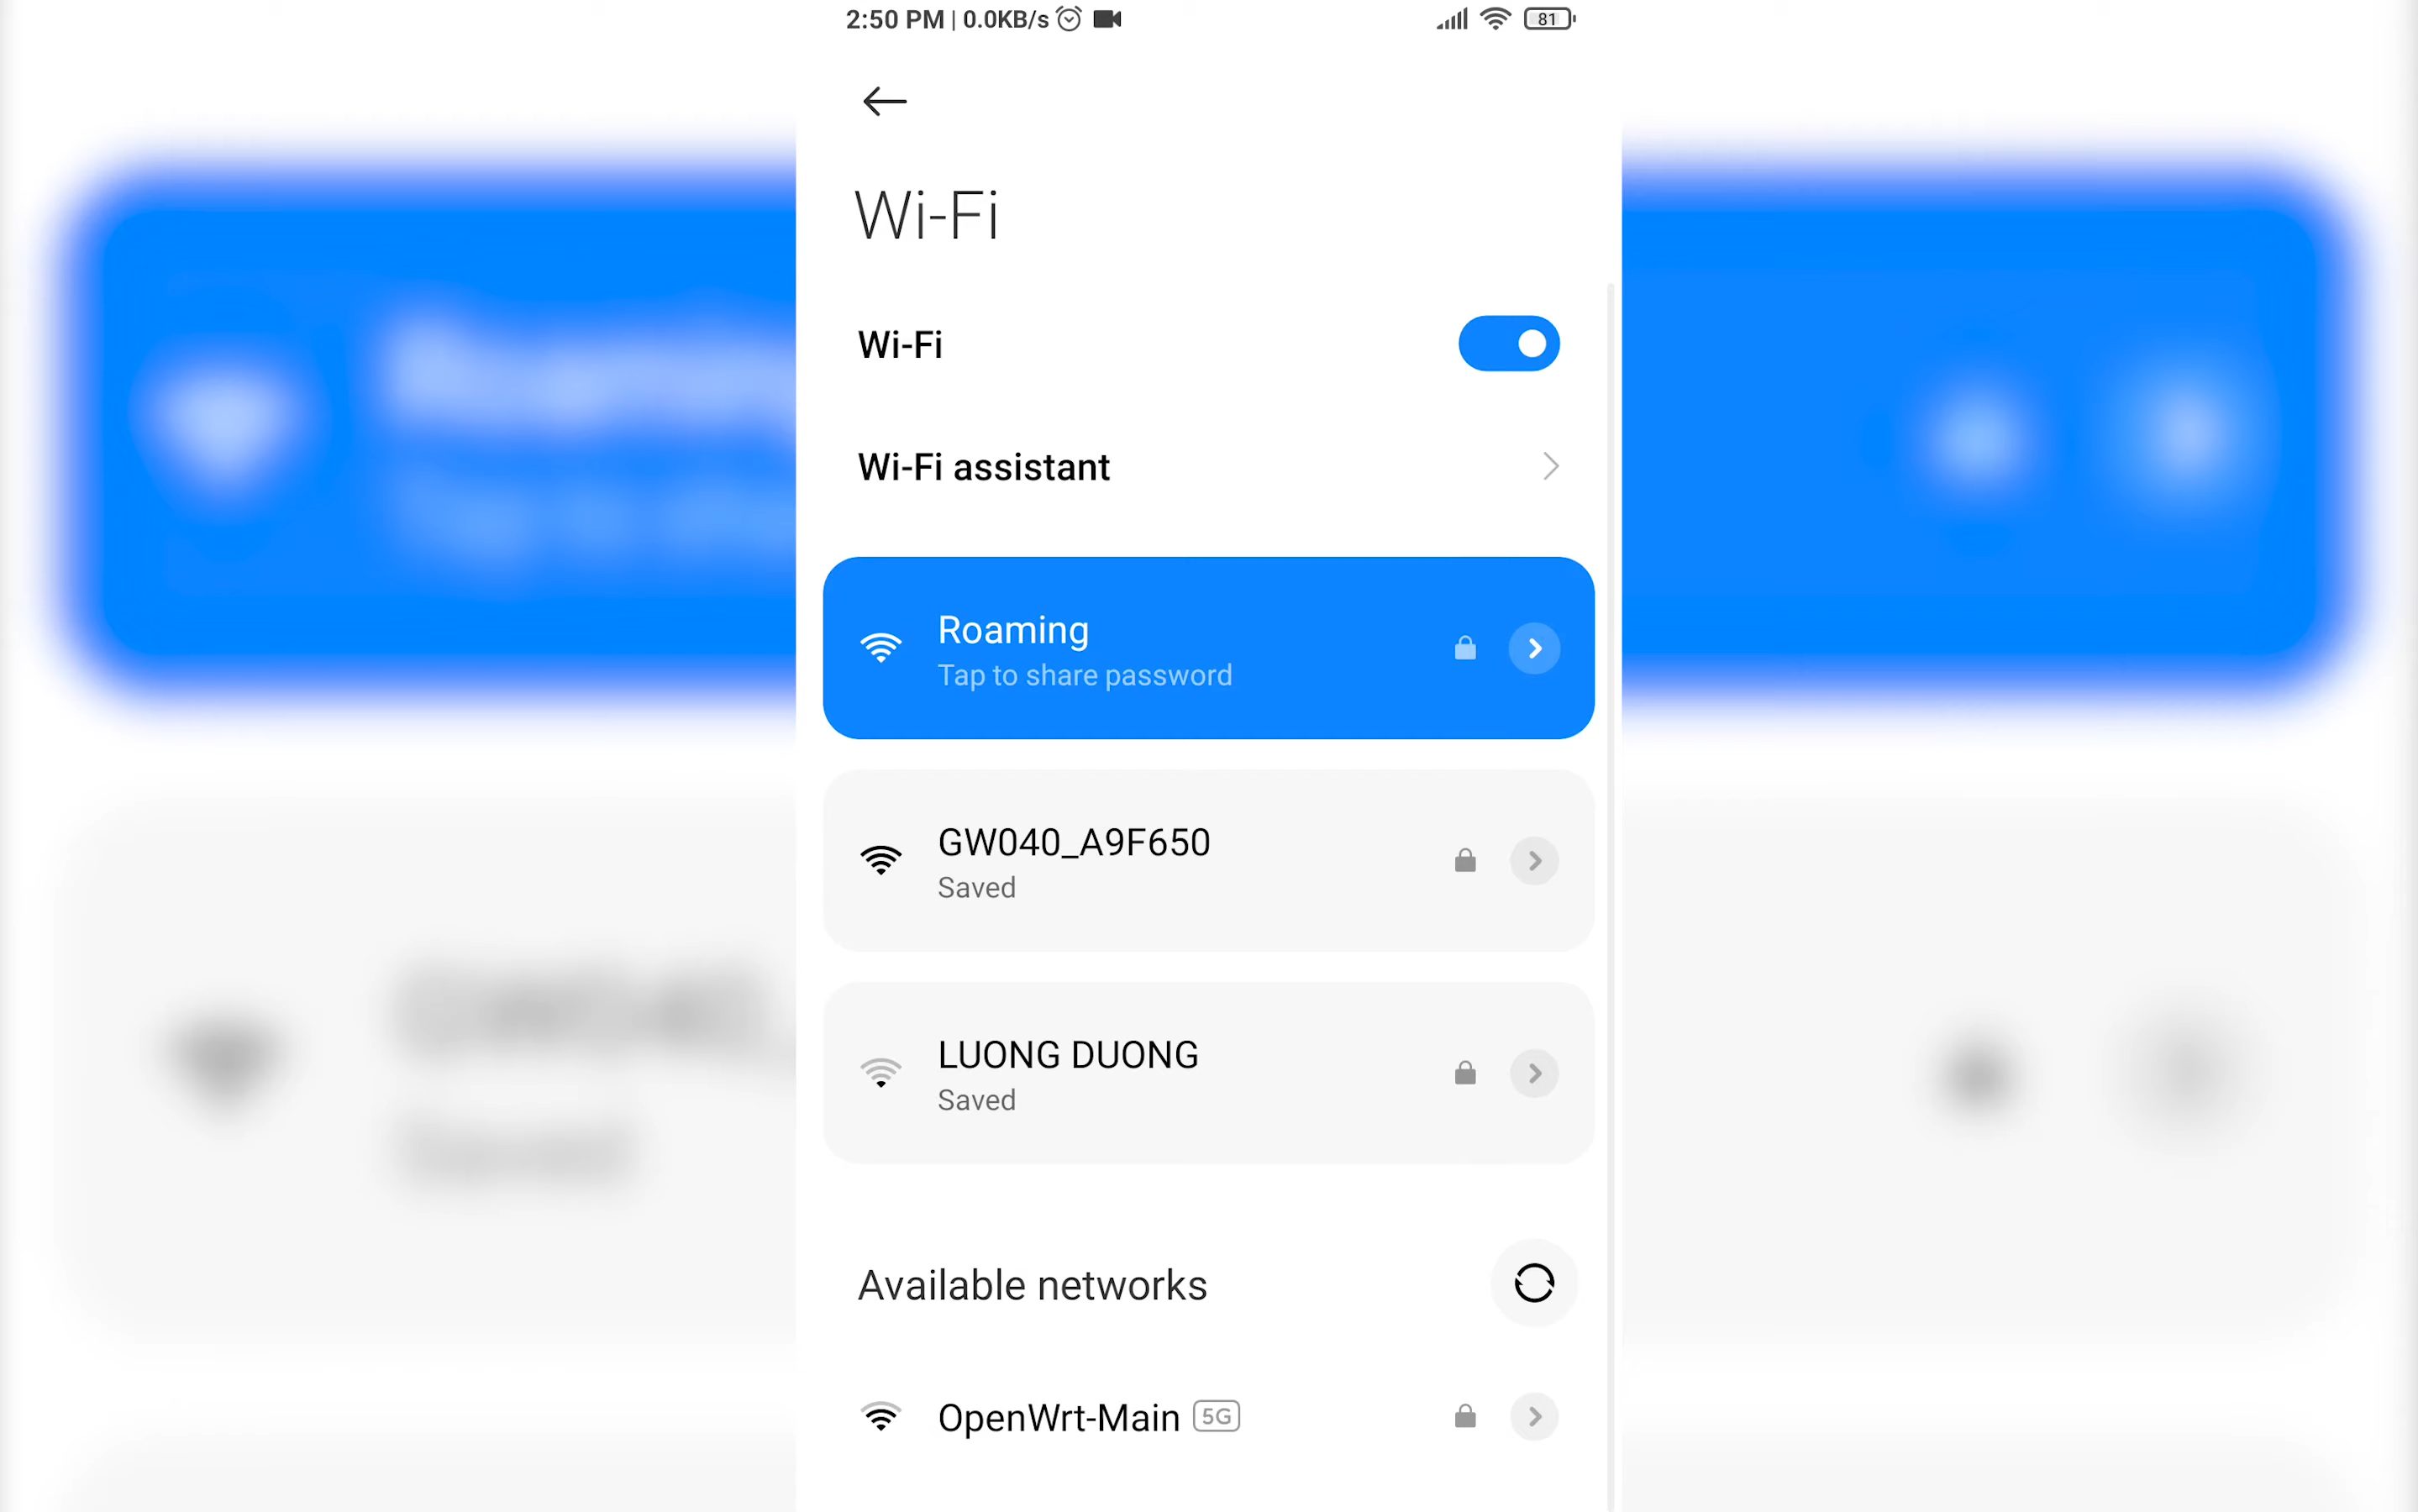 2:50 PM | 0.0KB/s
81
Wi-Fi
Wi-Fi
Wi-Fi assistant
Roaming
Tap to share password
GW040_A9F650
Saved
LUONG DUONG
Saved
Available networks
OpenWrt-Main 5G